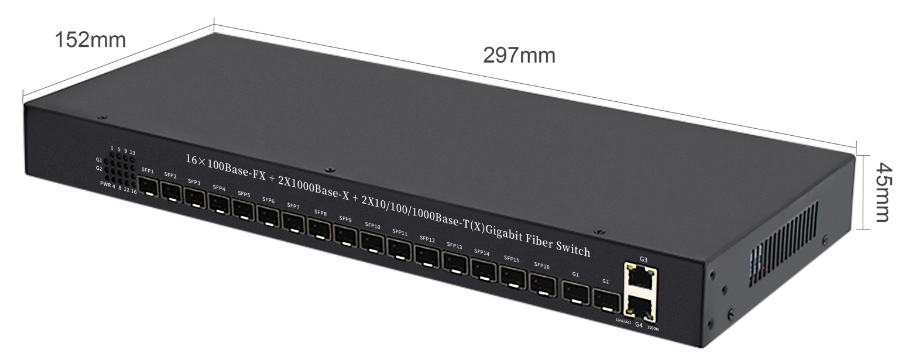 152mm
297mm
45mm
1 5 9 13
G1
G2
PWR 4 8 12 16
16×100Base-FX + 2X1000Base-X + 2X10/100/1000Base-T(X)Gigabit Fiber Switch
SFP1 SFP2 SFP3 SFP4 SFP5 SFP6 SFP7 SFP8 SFP9 SFP10 SFP11 SFP12 SFP13 SFP14 SFP15 SFP16 G1 G2
G3
G4
1000M